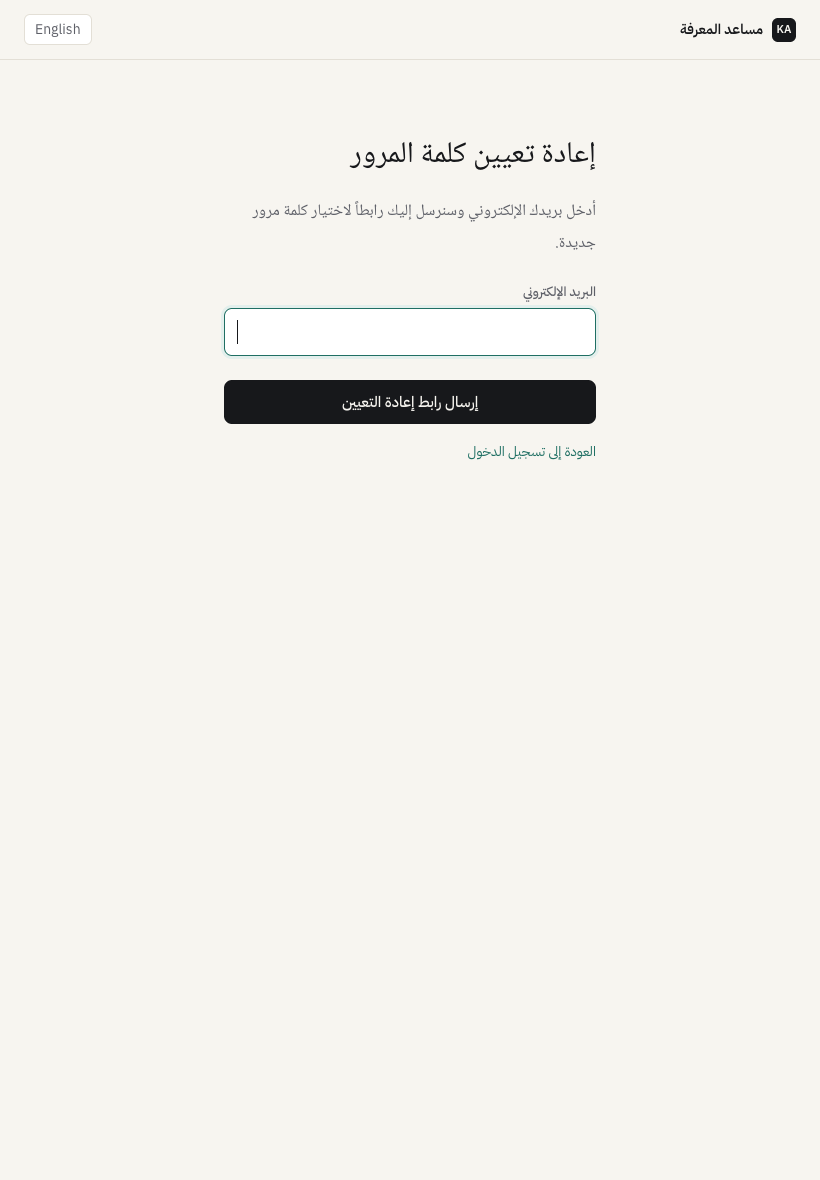 KA مساعد المعرفة
English
إعادة تعيين كلمة المرور
أدخل بريدك الإلكتروني وسنرسل إليك رابطاً لاختيار كلمة مرور
جديدة.
البريد الإلكتروني
إرسال رابط إعادة التعيين
العودة إلى تسجيل الدخول